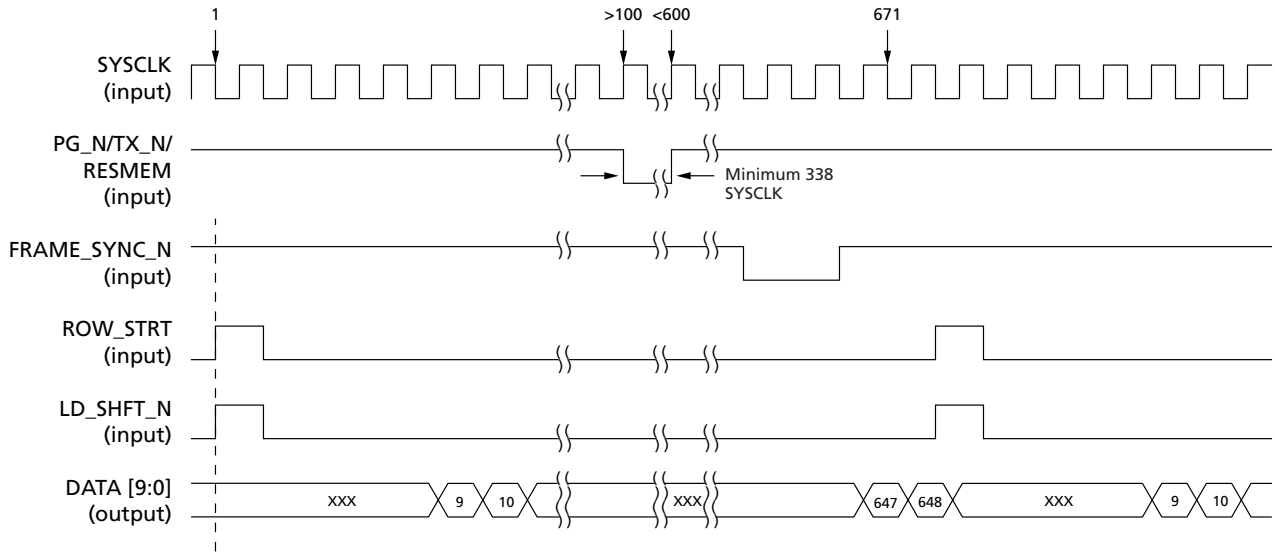 1 >100 <600 671
SYSCLK
(input)
PG_N/TX_N/
RESMEM
(input)
Minimum 338
SYSCLK
FRAME_SYNC_N
(input)
ROW_STRT
(input)
LD_SHFT_N
(input)
DATA [9:0]
(output)
XXX 9 10 XXX 647 648 XXX 9 10